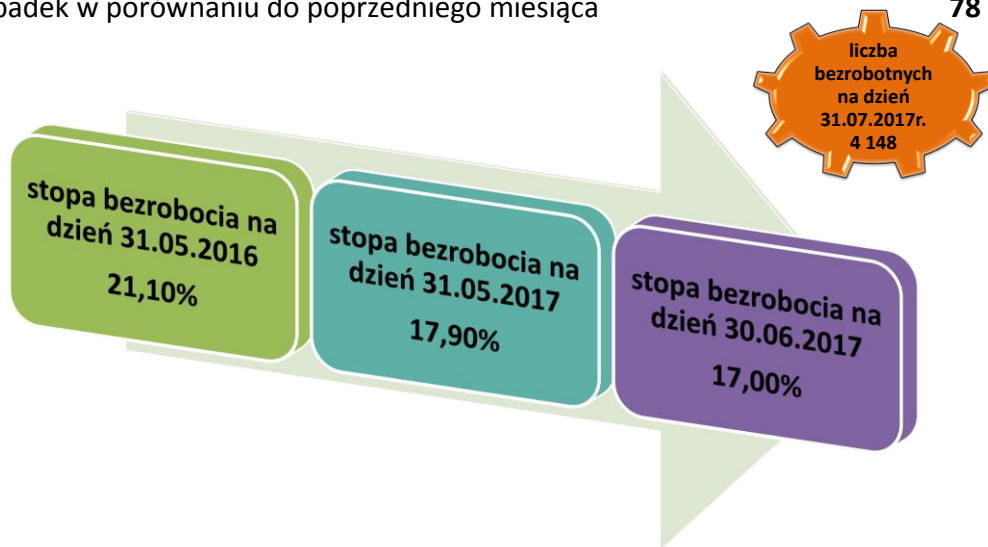 w porównaniu do poprzedniego miesiąca 78
liczba
bezrobotnych
na dzień
31.07.2017r.
4 148
stopa bezrobocia na
dzień 31.05.2016
21,10%
stopa bezrobocia na
dzień 31.05.2017
17,90%
stopa bezrobocia na
dzień 30.06.2017
17,00%